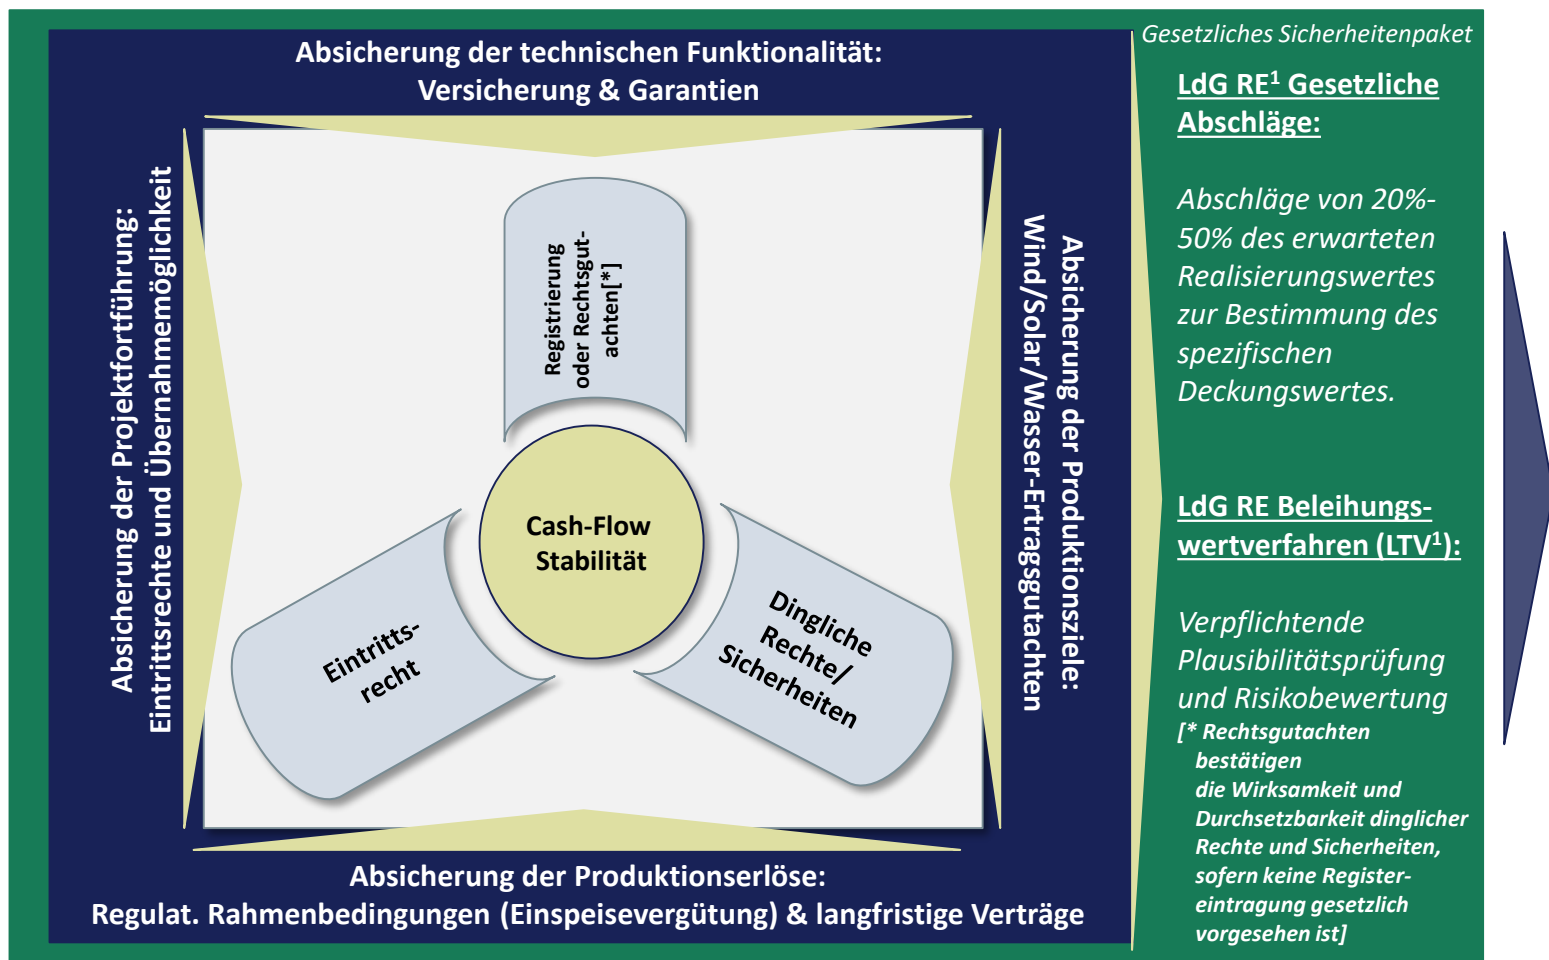 Absicherung der technischen Funktionalität:
Versicherung & Garantien
Absicherung der Projektfortführung:
Eintrittsrechte und Übernahmemöglichkeit
Registrierung
oder Rechtsgut-
achten[*]
Cash-Flow
Stabilität
Eintritts-
recht
Dingliche
Rechte/
Sicherheiten
Absicherung der Produktionsziele:
Wind/Solar/Wasser-Ertragsgutachten
Absicherung der Produktionserlöse:
Regulat. Rahmenbedingungen (Einspeisevergütung) & langfristige Verträge
Gesetzliches Sicherheitenpaket
LdG RE¹ Gesetzliche
Abschläge:
Abschläge von 20%-
50% des erwarteten
Realisierungswertes
zur Bestimmung des
spezifischen
Deckungswertes.
LdG RE Beleihungs-
wertverfahren (LTV¹):
Verpflichtende
Plausibilitätsprüfung
und Risikobewertung
[* Rechtsgutachten
bestätigen
die Wirksamkeit und
Durchsetzbarkeit dinglicher
Rechte und Sicherheiten,
sofern keine Register-
eintragung gesetzlich
vorgesehen ist]